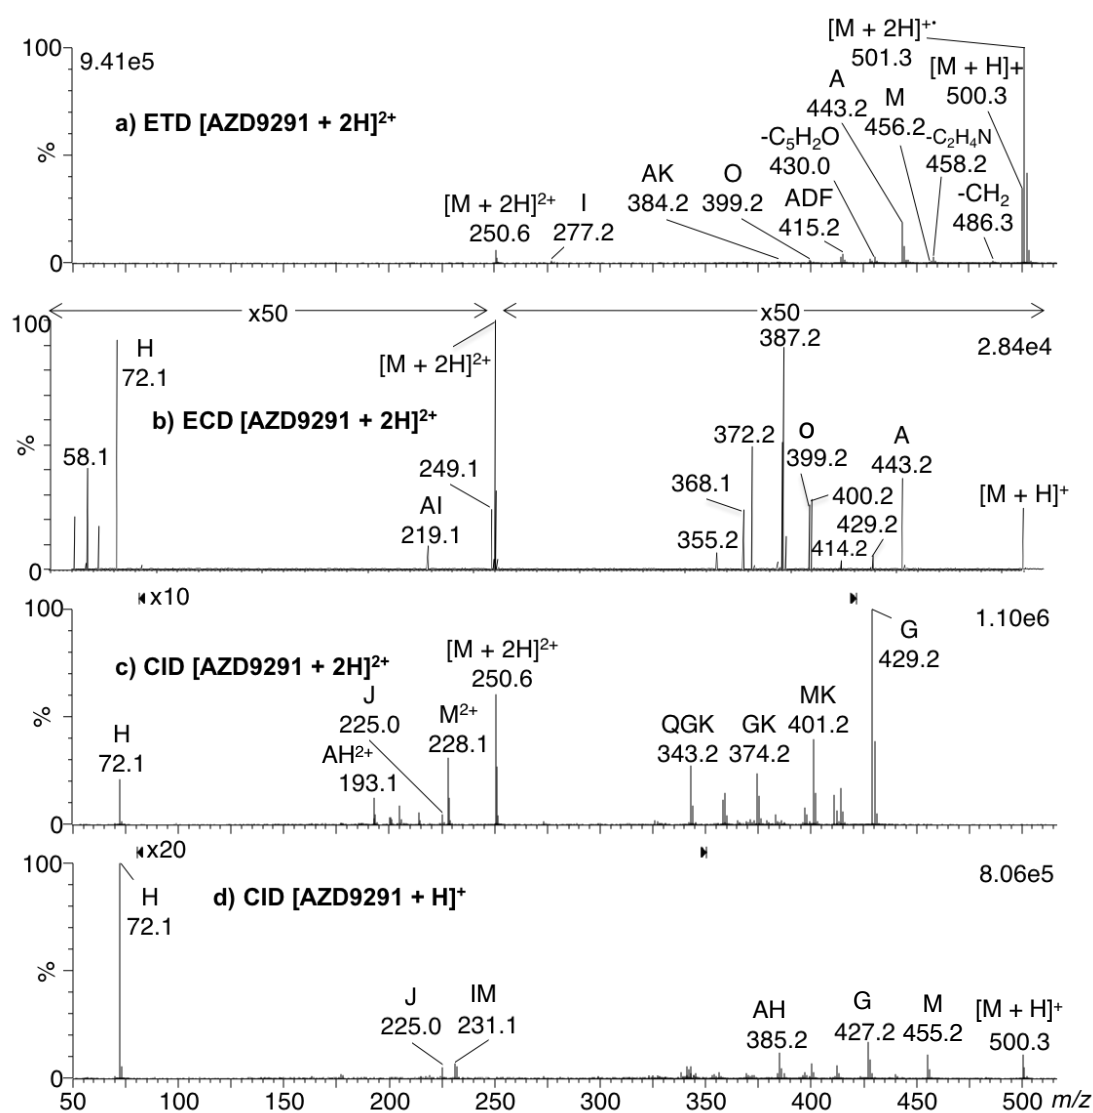 [M + 2H]+•
501.3
100
9.41e5
[M + H]+
500.3
A
443.2
M
456.2
-C2H4N
458.2
a) ETD [AZD9291 + 2H]2+
-C5H2O
430.0
%
AK
384.2
O
399.2
ADF
415.2
-CH2
486.3
[M + 2H]2+
250.6
I
277.2
0
x50
x50
100
387.2
2.84e4
H
72.1
[M + 2H]2+
b) ECD [AZD9291 + 2H]2+
%
58.1
249.1
AI
219.1
372.2
O
399.2
A
443.2
368.1
400.2
[M + H]+
429.2
355.2
414.2
0
x10
100
1.10e6
G
429.2
c) CID [AZD9291 + 2H]2+
[M + 2H]2+
250.6
J
225.0
M2+
228.1
%
H
72.1
AH2+
193.1
QGK
343.2
GK
374.2
MK
401.2
0
x20
100
8.06e5
H
72.1
d) CID [AZD9291 + H]+
%
J
225.0
IM
231.1
AH
385.2
G
427.2
M
455.2
[M + H]+
500.3
0
50 100 150 200 250 300 350 400 450 500 m/z